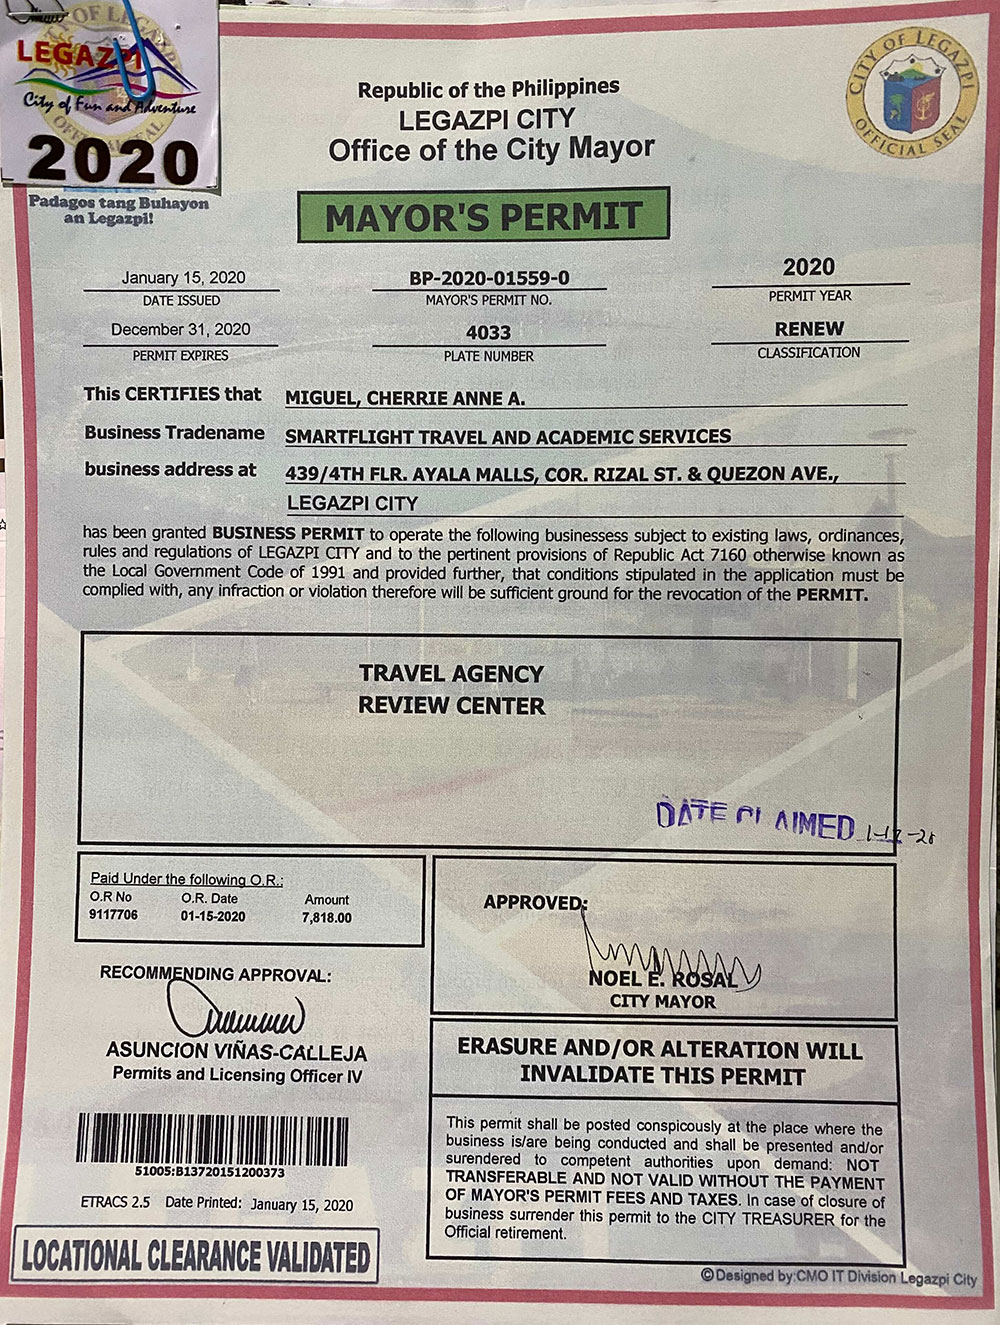 LEGAZPI
City of Fun and Adventure
2020
Padagos tang Buhayon
an Legazpi!
CITY OF LEGAZPI
OFFICIAL SEAL
Republic of the Philippines
LEGAZPI CITY
Office of the City Mayor
MAYOR'S PERMIT
January 15, 2020 BP-2020-01559-0 2020
DATE ISSUED MAYOR'S PERMIT NO. PERMIT YEAR
December 31, 2020 4033 RENEW
PERMIT EXPIRES PLATE NUMBER CLASSIFICATION
This CERTIFIES that MIGUEL, CHERRIE ANNE A.
Business Tradename SMARTFLIGHT TRAVEL AND ACADEMIC SERVICES
business address at 439/4TH FLR. AYALA MALLS, COR. RIZAL ST. & QUEZON AVE.,
LEGAZPI CITY
has been granted BUSINESS PERMIT to operate the following businessess subject to existing laws, ordinances,
rules and regulations of LEGAZPI CITY and to the pertinent provisions of Republic Act 7160 otherwise known as
the Local Government Code of 1991 and provided further, that conditions stipulated in the application must be
complied with, any infraction or violation therefore will be sufficient ground for the revocation of the PERMIT.
TRAVEL AGENCY
REVIEW CENTER
DATE CLAIMED
Paid Under the following O.R.:
O.R No O.R. Date Amount
9117706 01-15-2020 7,818.00
APPROVED:
NOEL E. ROSAL
CITY MAYOR
RECOMMENDING APPROVAL:
ASUNCION VIÑAS-CALLEJA
Permits and Licensing Officer IV
51005:B13720151200373
ETRACS 2.5 Date Printed: January 15, 2020
LOCATIONAL CLEARANCE VALIDATED
ERASURE AND/OR ALTERATION WILL
INVALIDATE THIS PERMIT
This permit shall be posted conspicously at the place where the
business is/are being conducted and shall be presented and/or
surendered to competent authorities upon demand: NOT
TRANSFERABLE AND NOT VALID WITHOUT THE PAYMENT
OF MAYOR'S PERMIT FEES AND TAXES. In case of closure of
business surrender this permit to the CITY TREASURER for the
Official retirement.
©Designed by:CMO IT Division Legazpi City